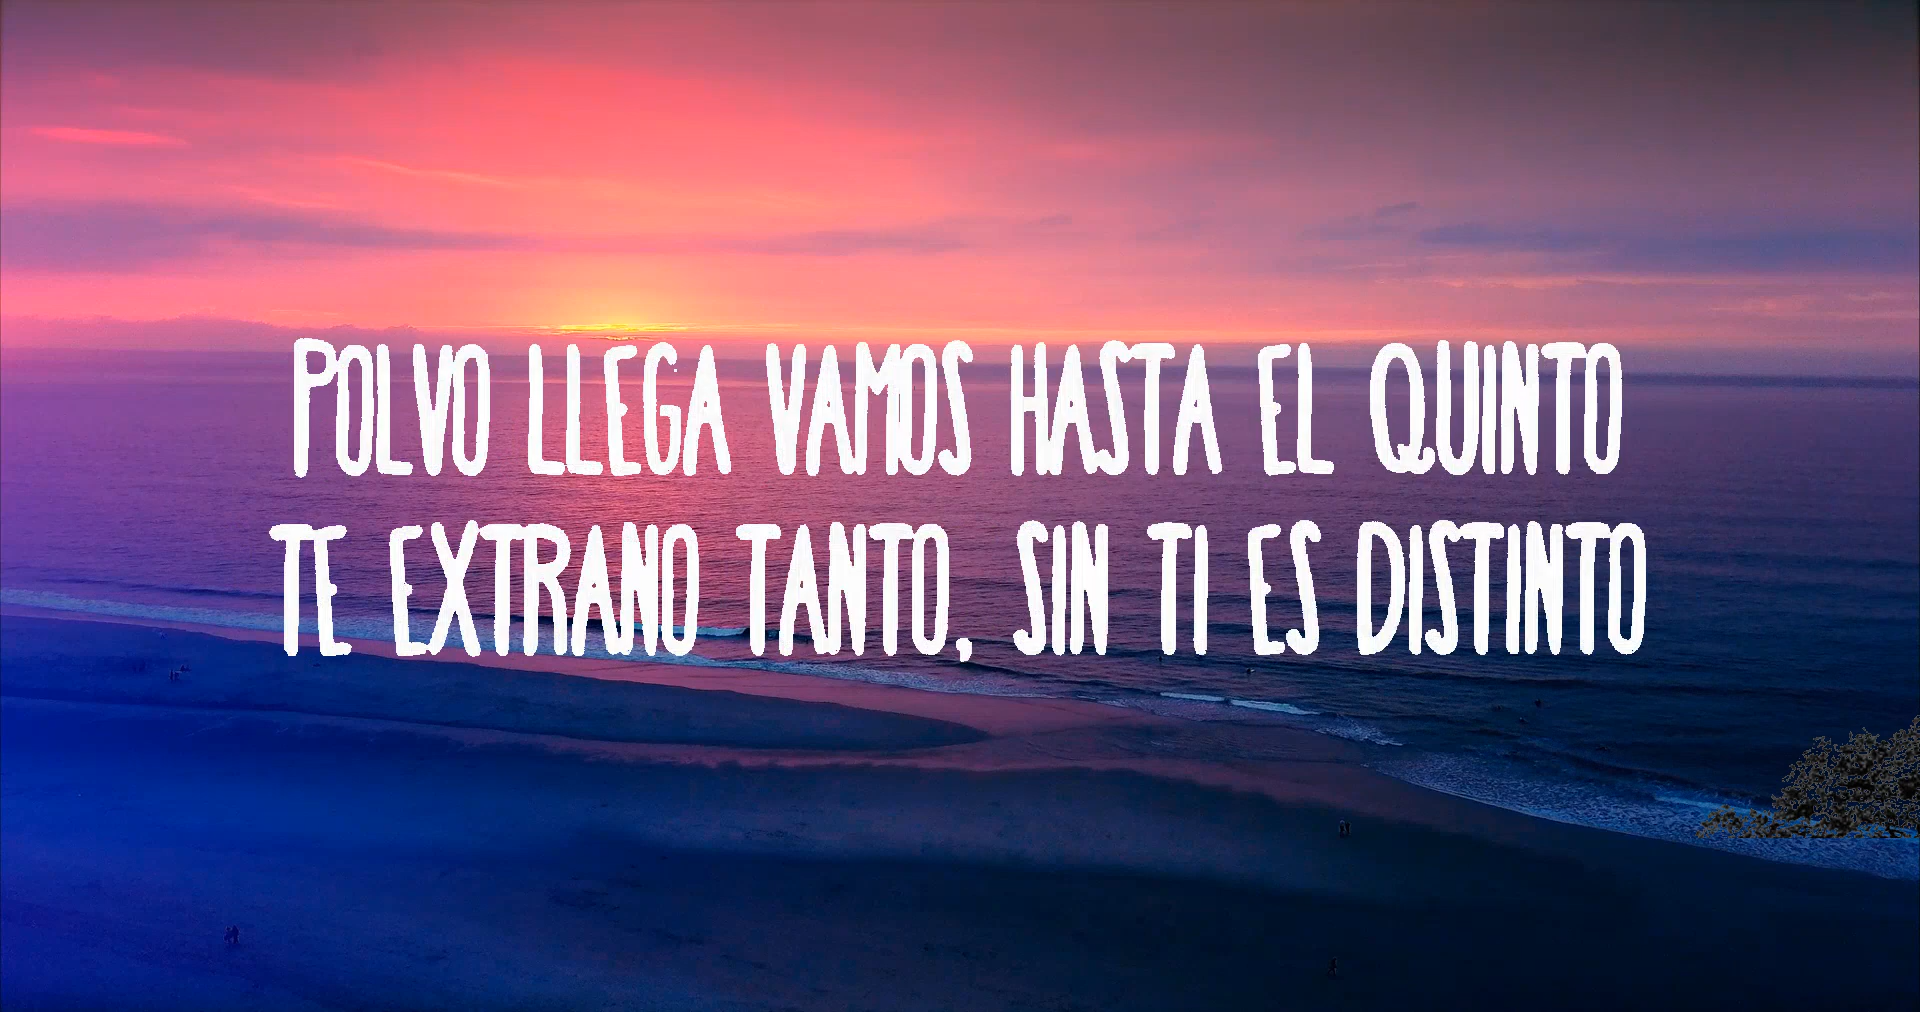 POLVO LLEGA VAMOS HASTA EL QUINTO
TE EXTRANO TANTO, SIN TI ES DISTINTO